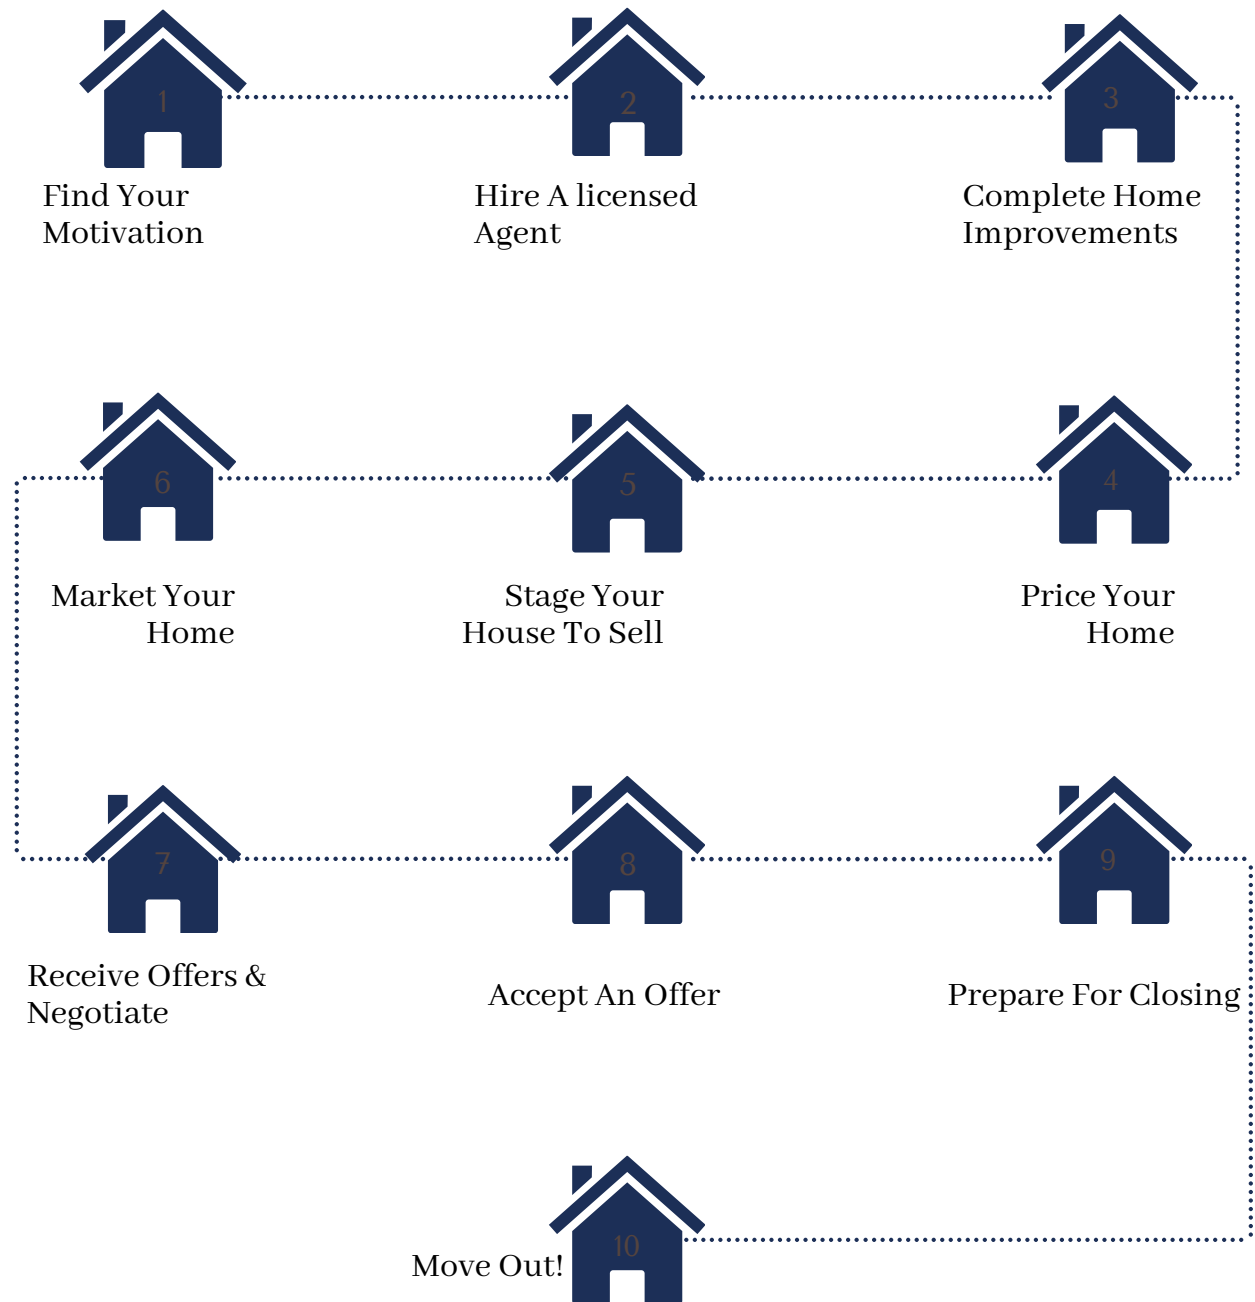 1
Find Your
Motivation
2
Hire A licensed
Agent
3
Complete Home
Improvements
4
Price Your
Home
5
Stage Your
House To Sell
6
Market Your
Home
7
Receive Offers &
Negotiate
8
Accept An Offer
9
Prepare For Closing
10
Move Out!